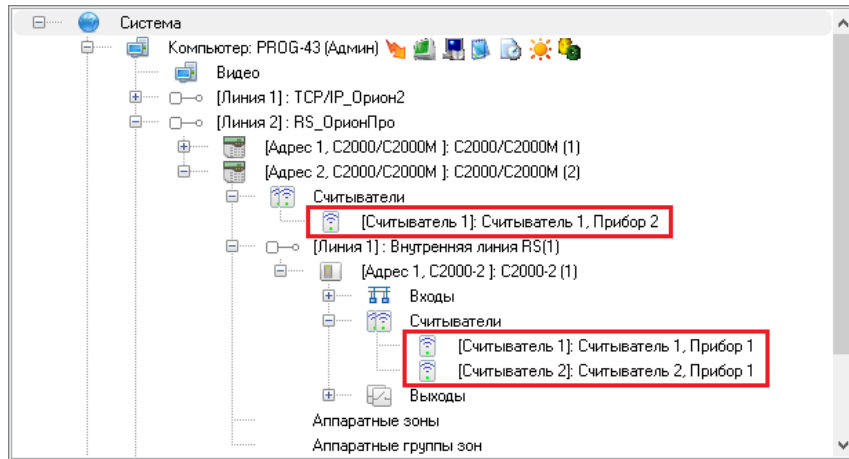 Система
Компьютер: PROG-43 (Админ)
Видео
[Линия 1] : TCP/IP_Орион2
[Линия 2] : RS_ОрионПро
[Адрес 1, С2000/С2000М ]: С2000/С2000М (1)
[Адрес 2, С2000/С2000М ]: С2000/С2000М (2)
Считыватели
[Считыватель 1]: Считыватель 1, Прибор 2
[Линия 1] : Внутренняя линия RS(1)
[Адрес 1, С2000-2 ]: С2000-2 (1)
Входы
Считыватели
[Считыватель 1]: Считыватель 1, Прибор 1
[Считыватель 2]: Считыватель 2, Прибор 1
Выходы
Аппаратные зоны
Аппаратные группы зон